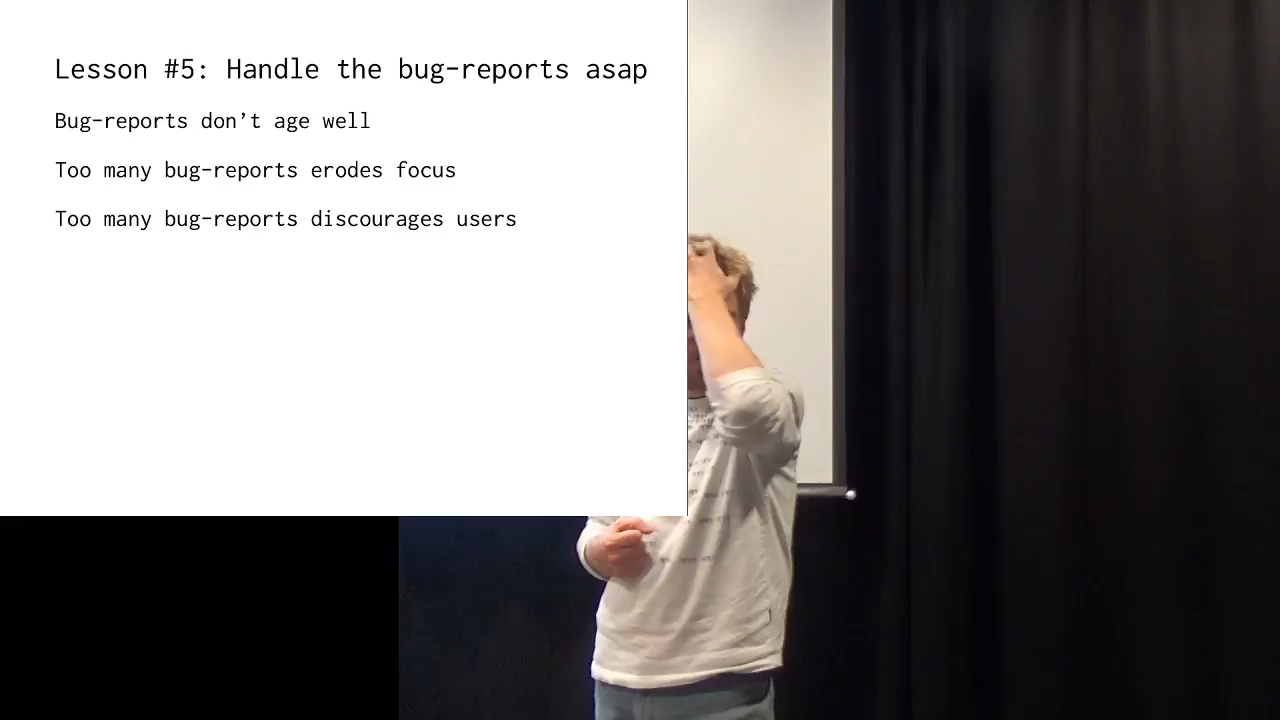 Lesson #5: Handle the bug-reports asap
Bug-reports don’t age well
Too many bug-reports erodes focus
Too many bug-reports discourages users